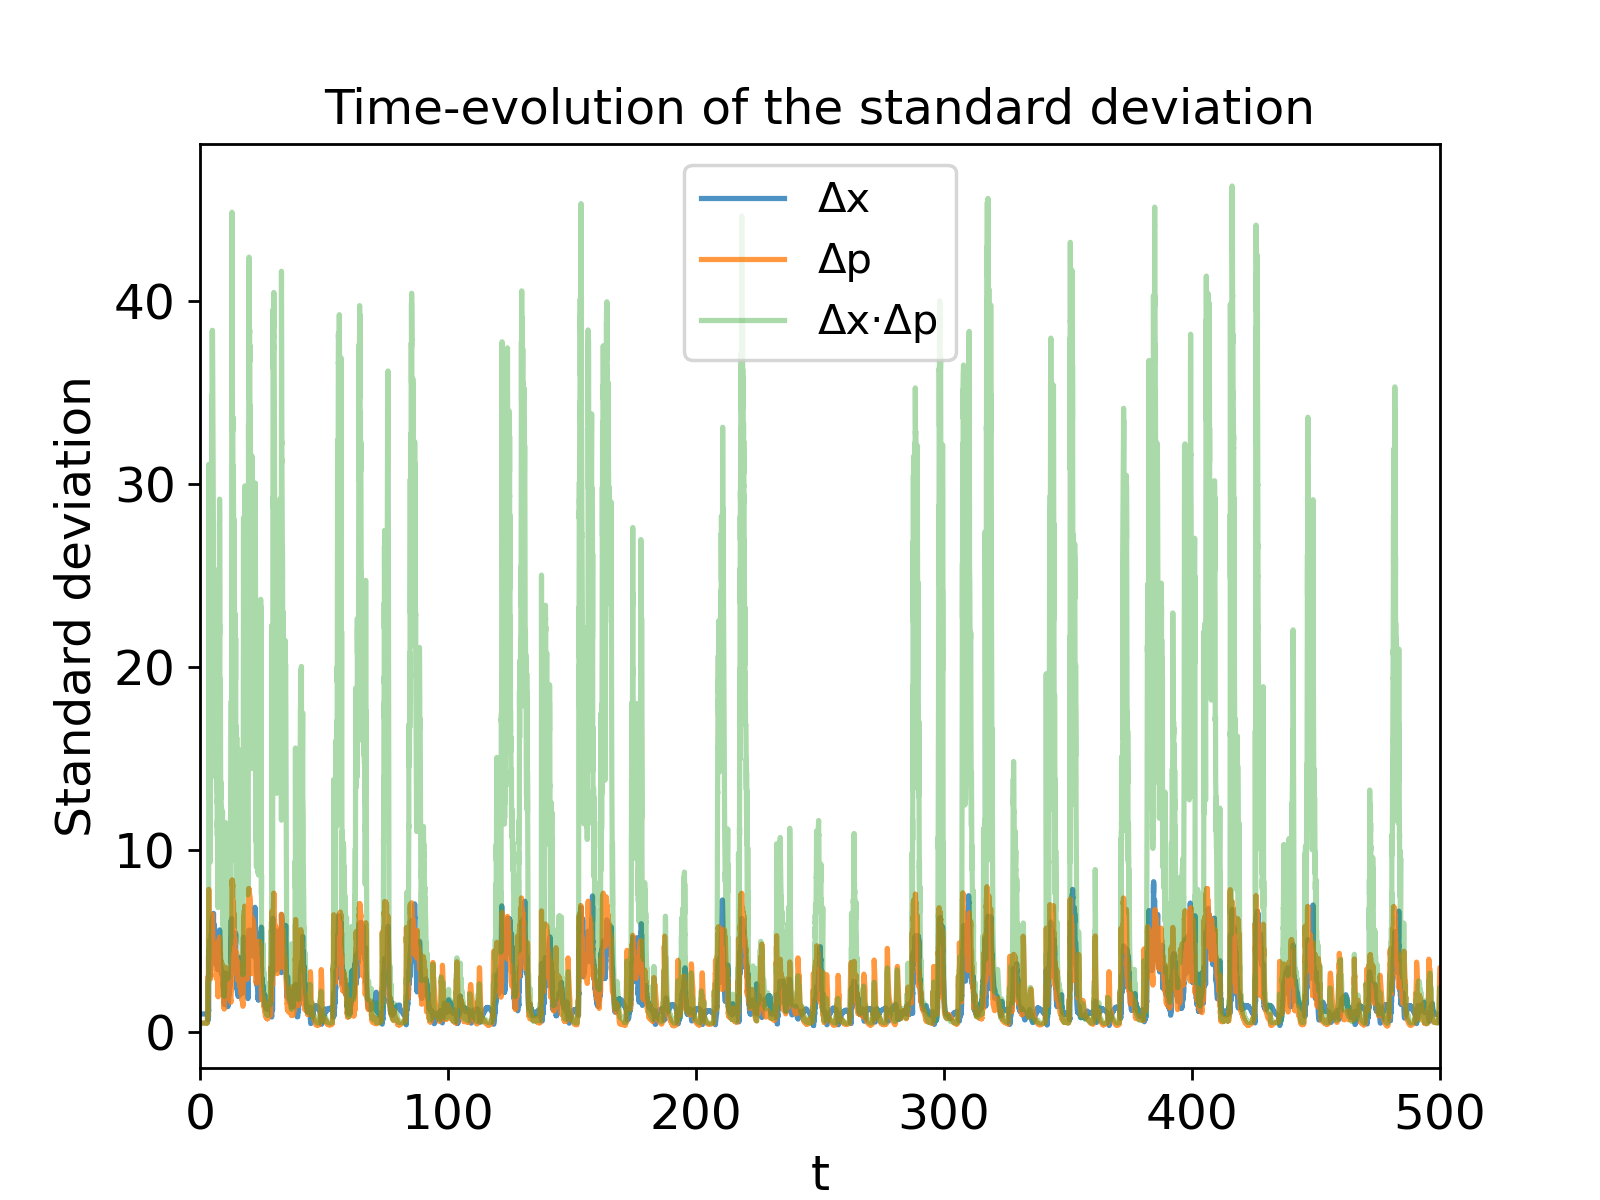 Time-evolution of the standard deviation
Δx
Δp
Δx·Δp
Standard deviation
40
30
20
10
0
0 100 200 300 400 500
t